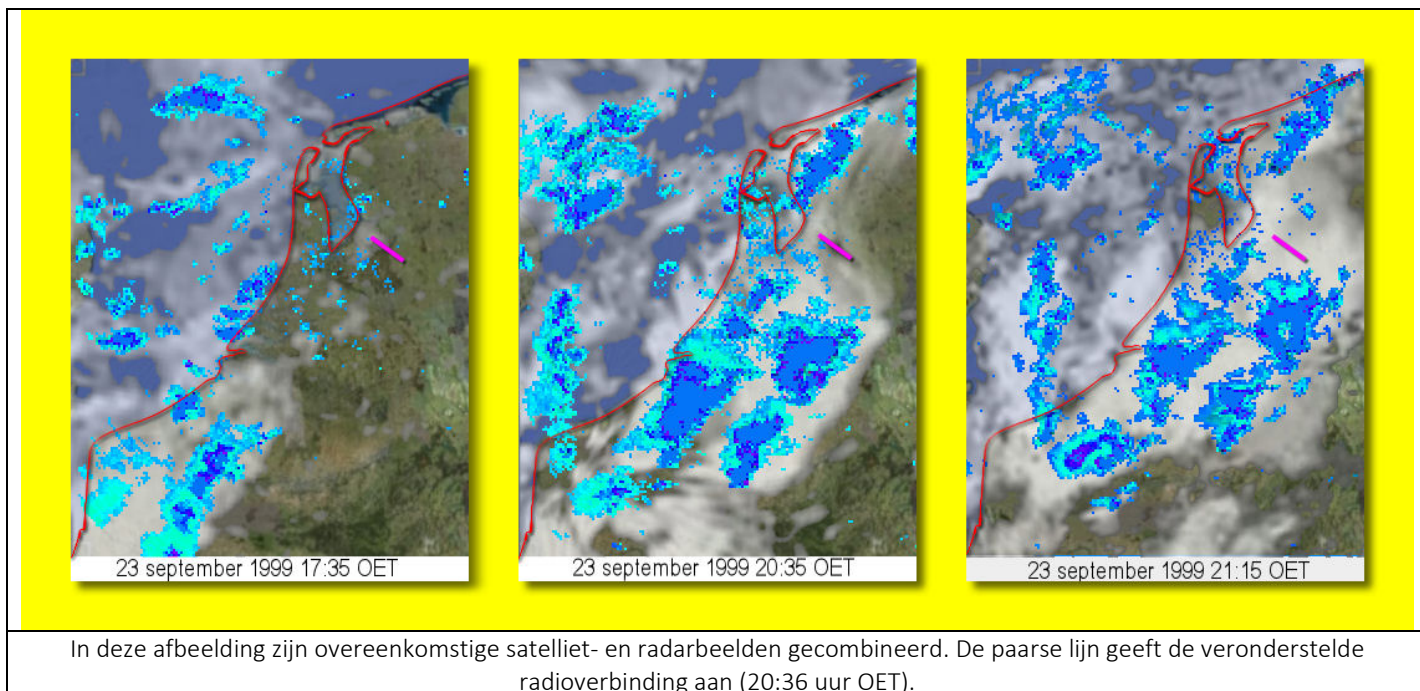 23 september 1999 17:35 OET
23 september 1999 20:35 OET
23 september 1999 21:15 OET
In deze afbeelding zijn overeenkomstige satelliet- en radarbeelden gecombineerd. De paarse lijn geeft de veronderstelde
radioverbinding aan (20:36 uur OET).